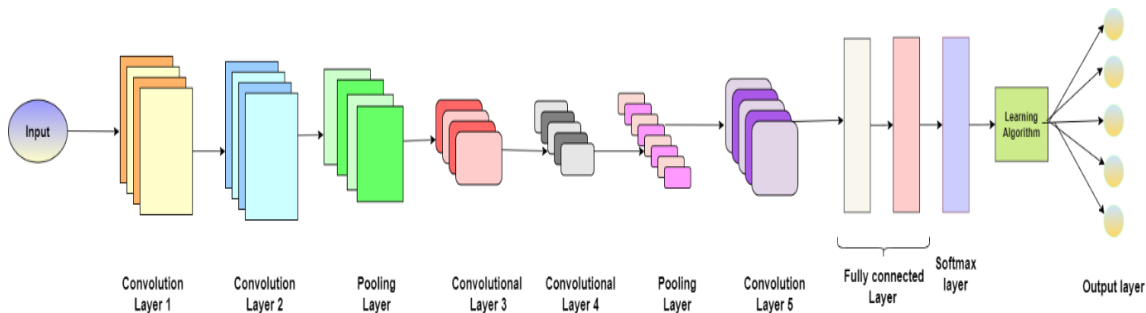 Input
Learning
Algorithm
Convolution
Layer 1
Convolution
Layer 2
Pooling
Layer
Convolutional
Layer 3
Convolutional
Layer 4
Pooling
Layer
Convolution
Layer 5
Fully connected
Layer
Softmax
layer
Output layer